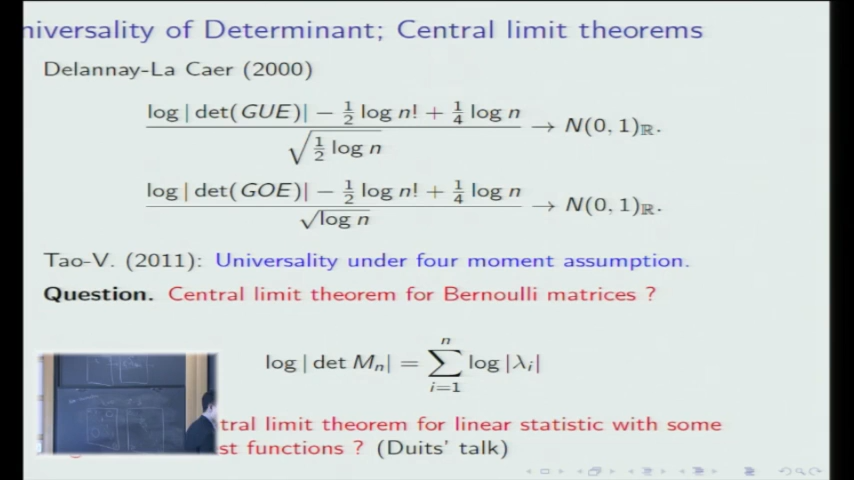 niversality of Determinant; Central limit theorems
Delannay-La Caer (2000)
log | det(GUE)| − ½ log n! + ¼ log n / √(½ log n) → N(0, 1)ℝ.
log | det(GOE)| − ½ log n! + ¼ log n / √log n → N(0, 1)ℝ.
Tao-V. (2011): Universality under four moment assumption.
Question. Central limit theorem for Bernoulli matrices ?
log | det Mₙ| = ∑ᵢ₌₁ⁿ log |λᵢ|
tral limit theorem for linear statistic with some
st functions ? (Duits' talk)